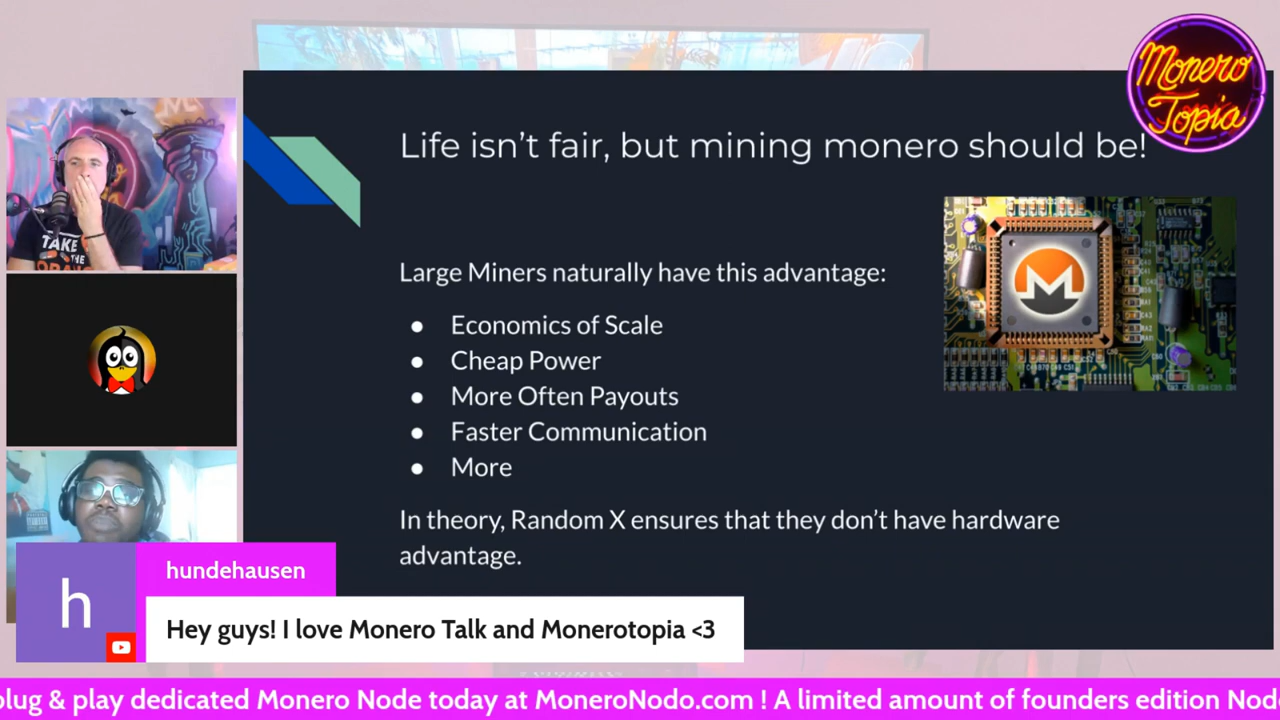 Monero
Topia
Life isn't fair, but mining monero should be!
Large Miners naturally have this advantage:
● Economics of Scale
● Cheap Power
● More Often Payouts
● Faster Communication
● More
In theory, Random X ensures that they don't have hardware
advantage.
TAKE
THE
h
hundehausen
Hey guys! I love Monero Talk and Monerotopia <3
plug & play dedicated Monero Node today at MoneroNodo.com ! A limited amount of founders edition Nod